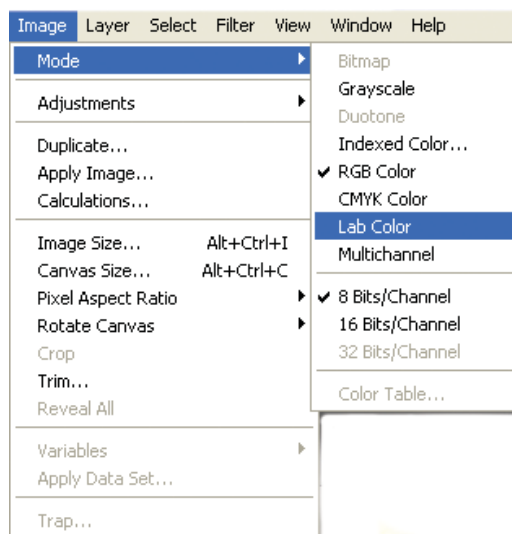 Image Layer Select Filter View Window Help
Mode
Adjustments
Duplicate...
Apply Image...
Calculations...
Image Size... Alt+Ctrl+I
Canvas Size... Alt+Ctrl+C
Pixel Aspect Ratio
Rotate Canvas
Crop
Trim...
Reveal All
Variables
Apply Data Set...
Trap...
Bitmap
Grayscale
Duotone
Indexed Color...
RGB Color
CMYK Color
Lab Color
Multichannel
8 Bits/Channel
16 Bits/Channel
32 Bits/Channel
Color Table...